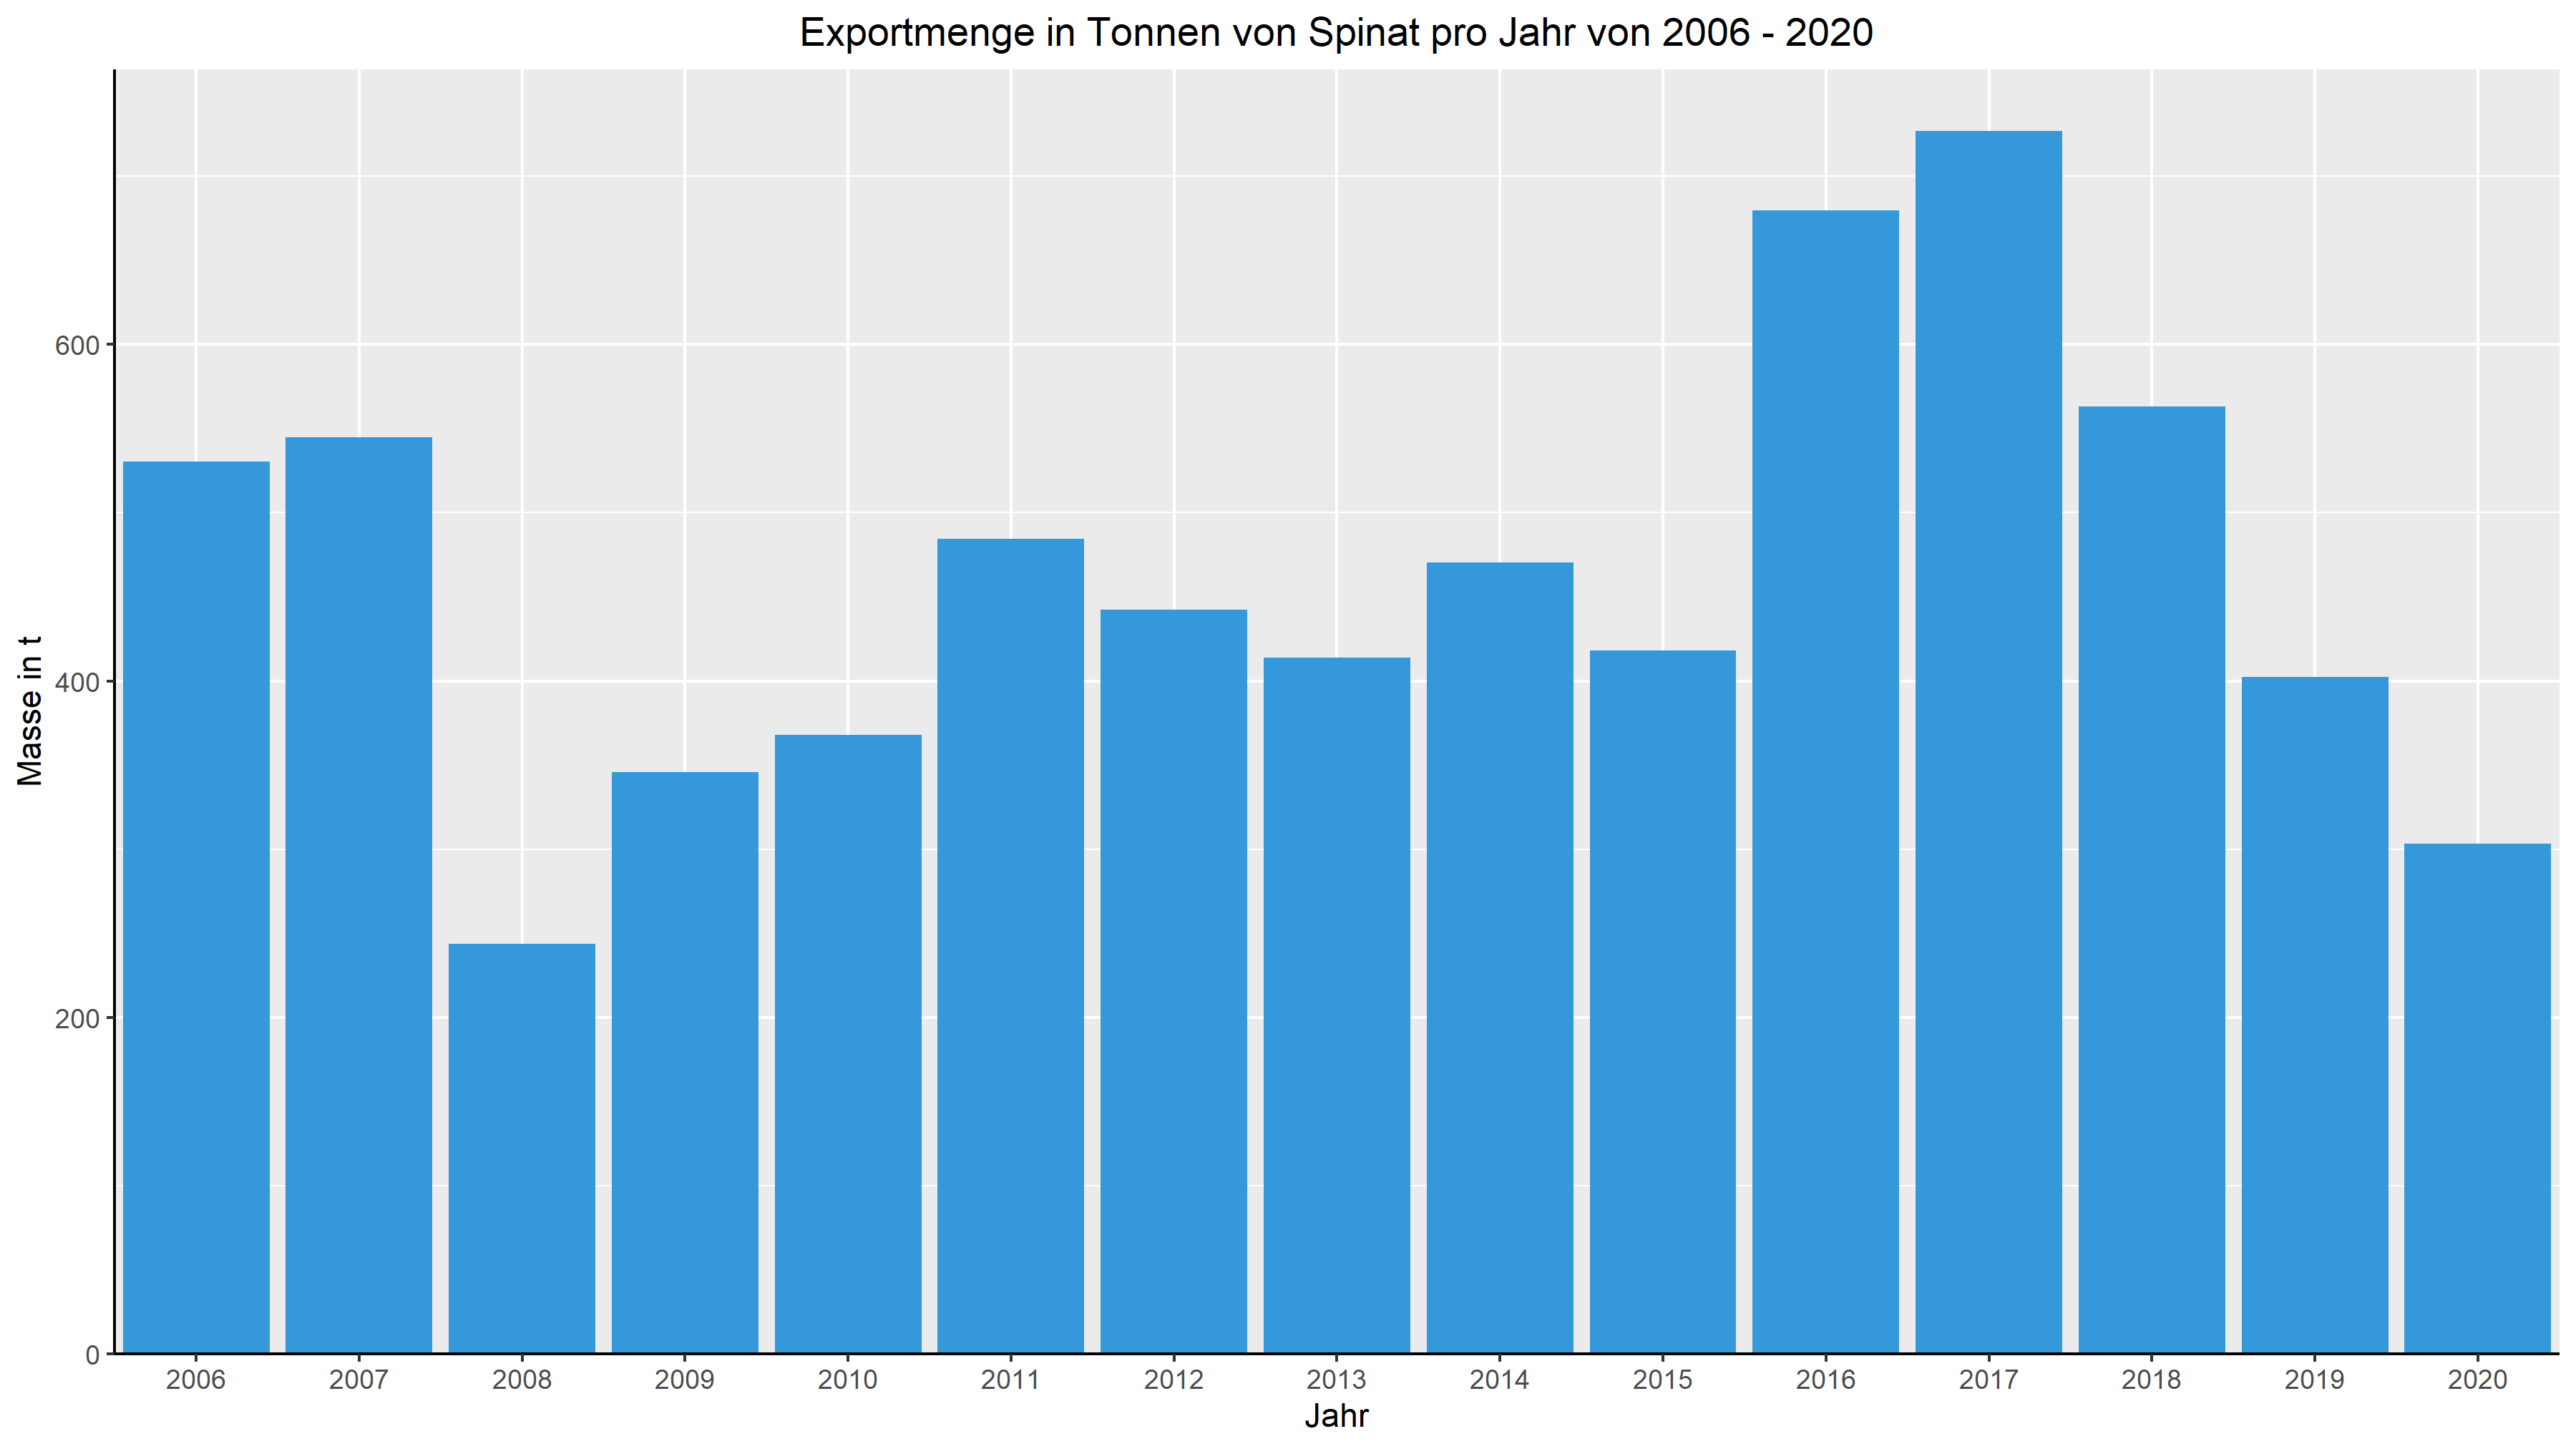 Exportmenge in Tonnen von Spinat pro Jahr von 2006 - 2020
Masse in t
600
400
200
0
2006 2007 2008 2009 2010 2011 2012 2013 2014 2015 2016 2017 2018 2019 2020
Jahr